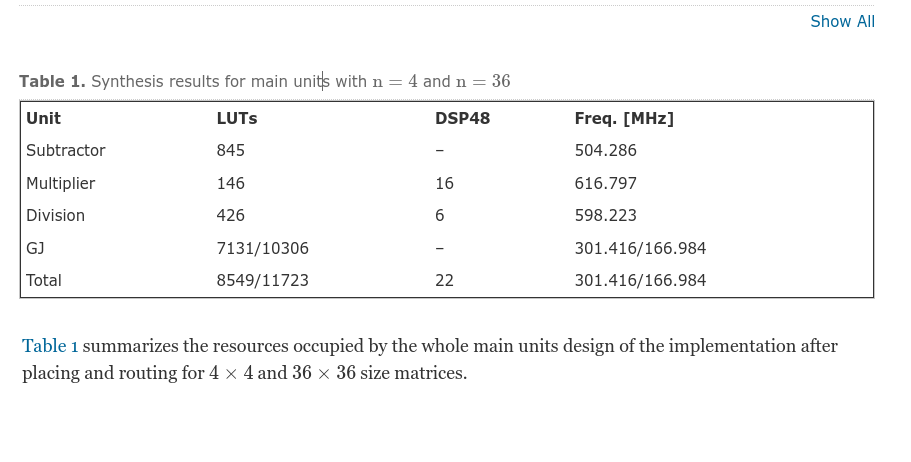 Show All
Table 1. Synthesis results for main units with n = 4 and n = 36
Unit LUTs DSP48 Freq. [MHz]
Subtractor 845 – 504.286
Multiplier 146 16 616.797
Division 426 6 598.223
GJ 7131/10306 – 301.416/166.984
Total 8549/11723 22 301.416/166.984
Table 1 summarizes the resources occupied by the whole main units design of the implementation after
placing and routing for 4 × 4 and 36 × 36 size matrices.